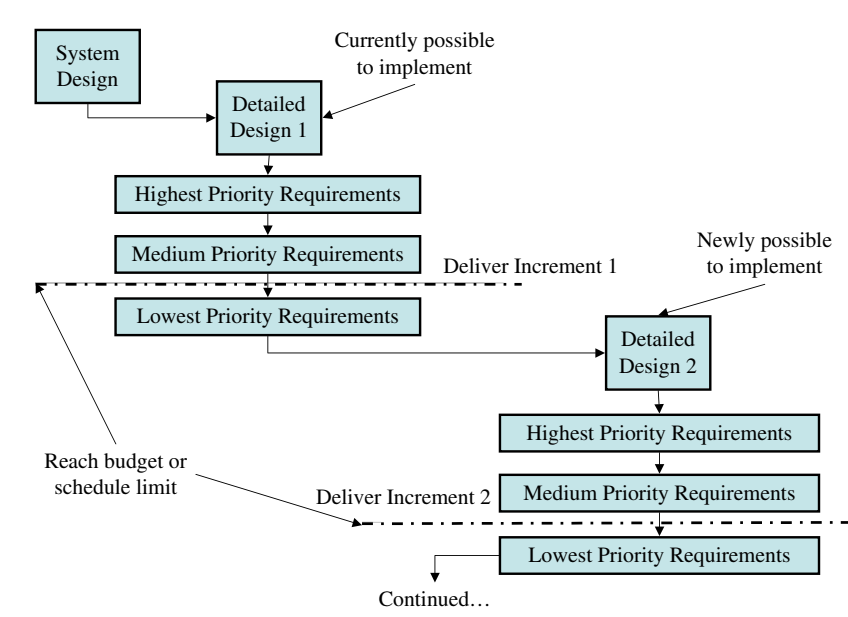 System
Design
Currently possible
to implement
Detailed
Design 1
Highest Priority Requirements
Medium Priority Requirements
Deliver Increment 1
Lowest Priority Requirements
Newly possible
to implement
Detailed
Design 2
Highest Priority Requirements
Reach budget or
schedule limit
Deliver Increment 2
Medium Priority Requirements
Lowest Priority Requirements
Continued…